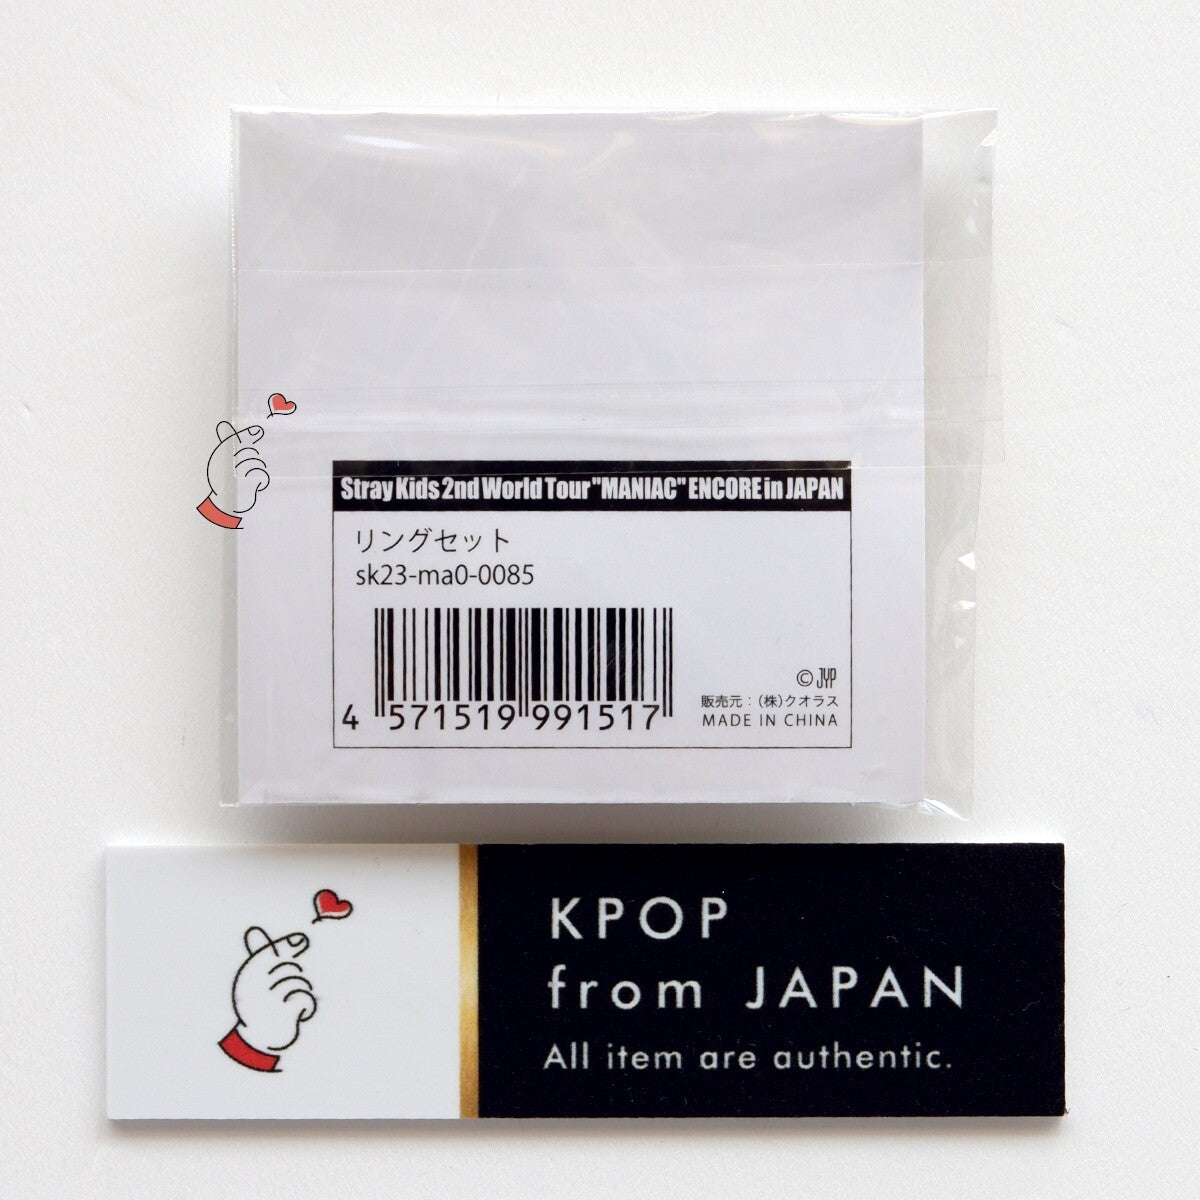 Stray Kids 2nd World Tour "MANIAC" ENCORE in JAPAN
リングセット
sk23-ma0-0085
4 571519 991517
© JYP
販売元：(株)クオラス
MADE IN CHINA
KPOP
from JAPAN
All item are authentic.